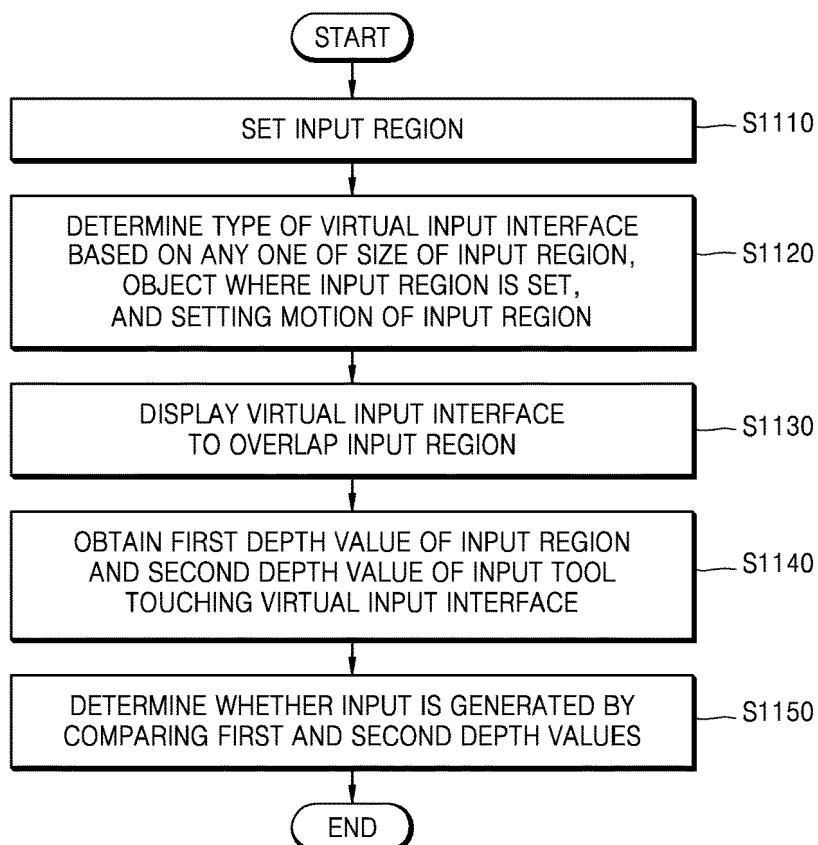 START
SET INPUT REGION
S1110
DETERMINE TYPE OF VIRTUAL INPUT INTERFACE
BASED ON ANY ONE OF SIZE OF INPUT REGION,
OBJECT WHERE INPUT REGION IS SET,
AND SETTING MOTION OF INPUT REGION
S1120
DISPLAY VIRTUAL INPUT INTERFACE
TO OVERLAP INPUT REGION
S1130
OBTAIN FIRST DEPTH VALUE OF INPUT REGION
AND SECOND DEPTH VALUE OF INPUT TOOL
TOUCHING VIRTUAL INPUT INTERFACE
S1140
DETERMINE WHETHER INPUT IS GENERATED BY
COMPARING FIRST AND SECOND DEPTH VALUES
S1150
END